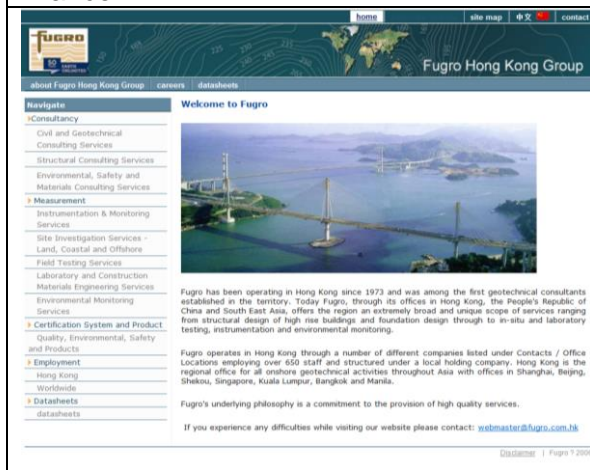 home
site map
中文
contact
FUGRO
50
Fugro Hong Kong Group
about Fugro Hong Kong Group
careers
datasheets
Navigate
Consultancy
Civil and Geotechnical
Consulting Services
Structural Consulting Services
Environmental, Safety and
Materials Consulting Services
Measurement
Instrumentation & Monitoring
Services
Site Investigation Services -
Land, Coastal and Offshore
Field Testing Services
Laboratory and Construction
Materials Engineering Services
Environmental Monitoring
Services
Certification System and Product
Quality, Environmental, Safety
and Products
Employment
Hong Kong
Worldwide
Datasheets
datasheets
Welcome to Fugro
Fugro has been operating in Hong Kong since 1973 and was among the first geotechnical consultants
established in the territory. Today Fugro, through its offices in Hong Kong, the People's Republic of
China and South East Asia, offers the region an extremely broad and unique scope of services ranging
from structural design of high rise buildings and foundation design through to in-situ and laboratory
testing, instrumentation and environmental monitoring.
Fugro operates in Hong Kong through a number of different companies listed under Contacts / Office
Locations employing over 650 staff and structured under a local holding company. Hong Kong is the
regional office for all onshore geotechnical activities throughout Asia with offices in Shanghai, Beijing,
Shekou, Singapore, Kuala Lumpur, Bangkok and Manila.
Fugro's underlying philosophy is a commitment to the provision of high quality services.
If you experience any difficulties while visiting our website please contact: webmaster@fugro.com.hk
Disclaimer | Fugro ?